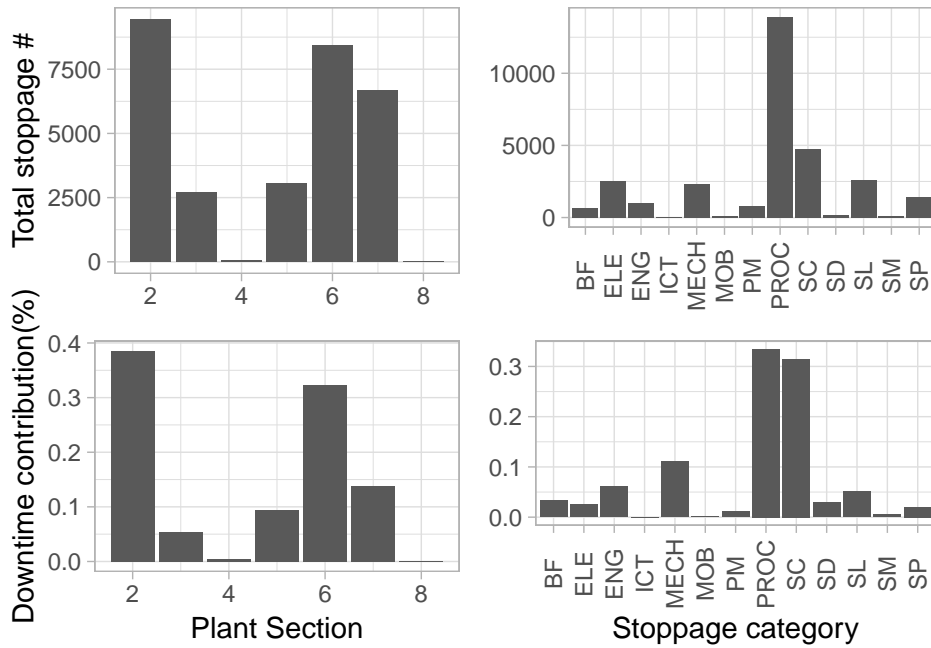 Total stoppage #
7500
5000
2500
0
2
4
6
8
10000
5000
0
BF
ELE
ENG
ICT
MECH
MOB
PM
PROC
SC
SD
SL
SM
SP
Downtime contribution(%)
0.4
0.3
0.2
0.1
0.0
2
4
6
8
Plant Section
0.3
0.2
0.1
0.0
BF
ELE
ENG
ICT
MECH
MOB
PM
PROC
SC
SD
SL
SM
SP
Stoppage category